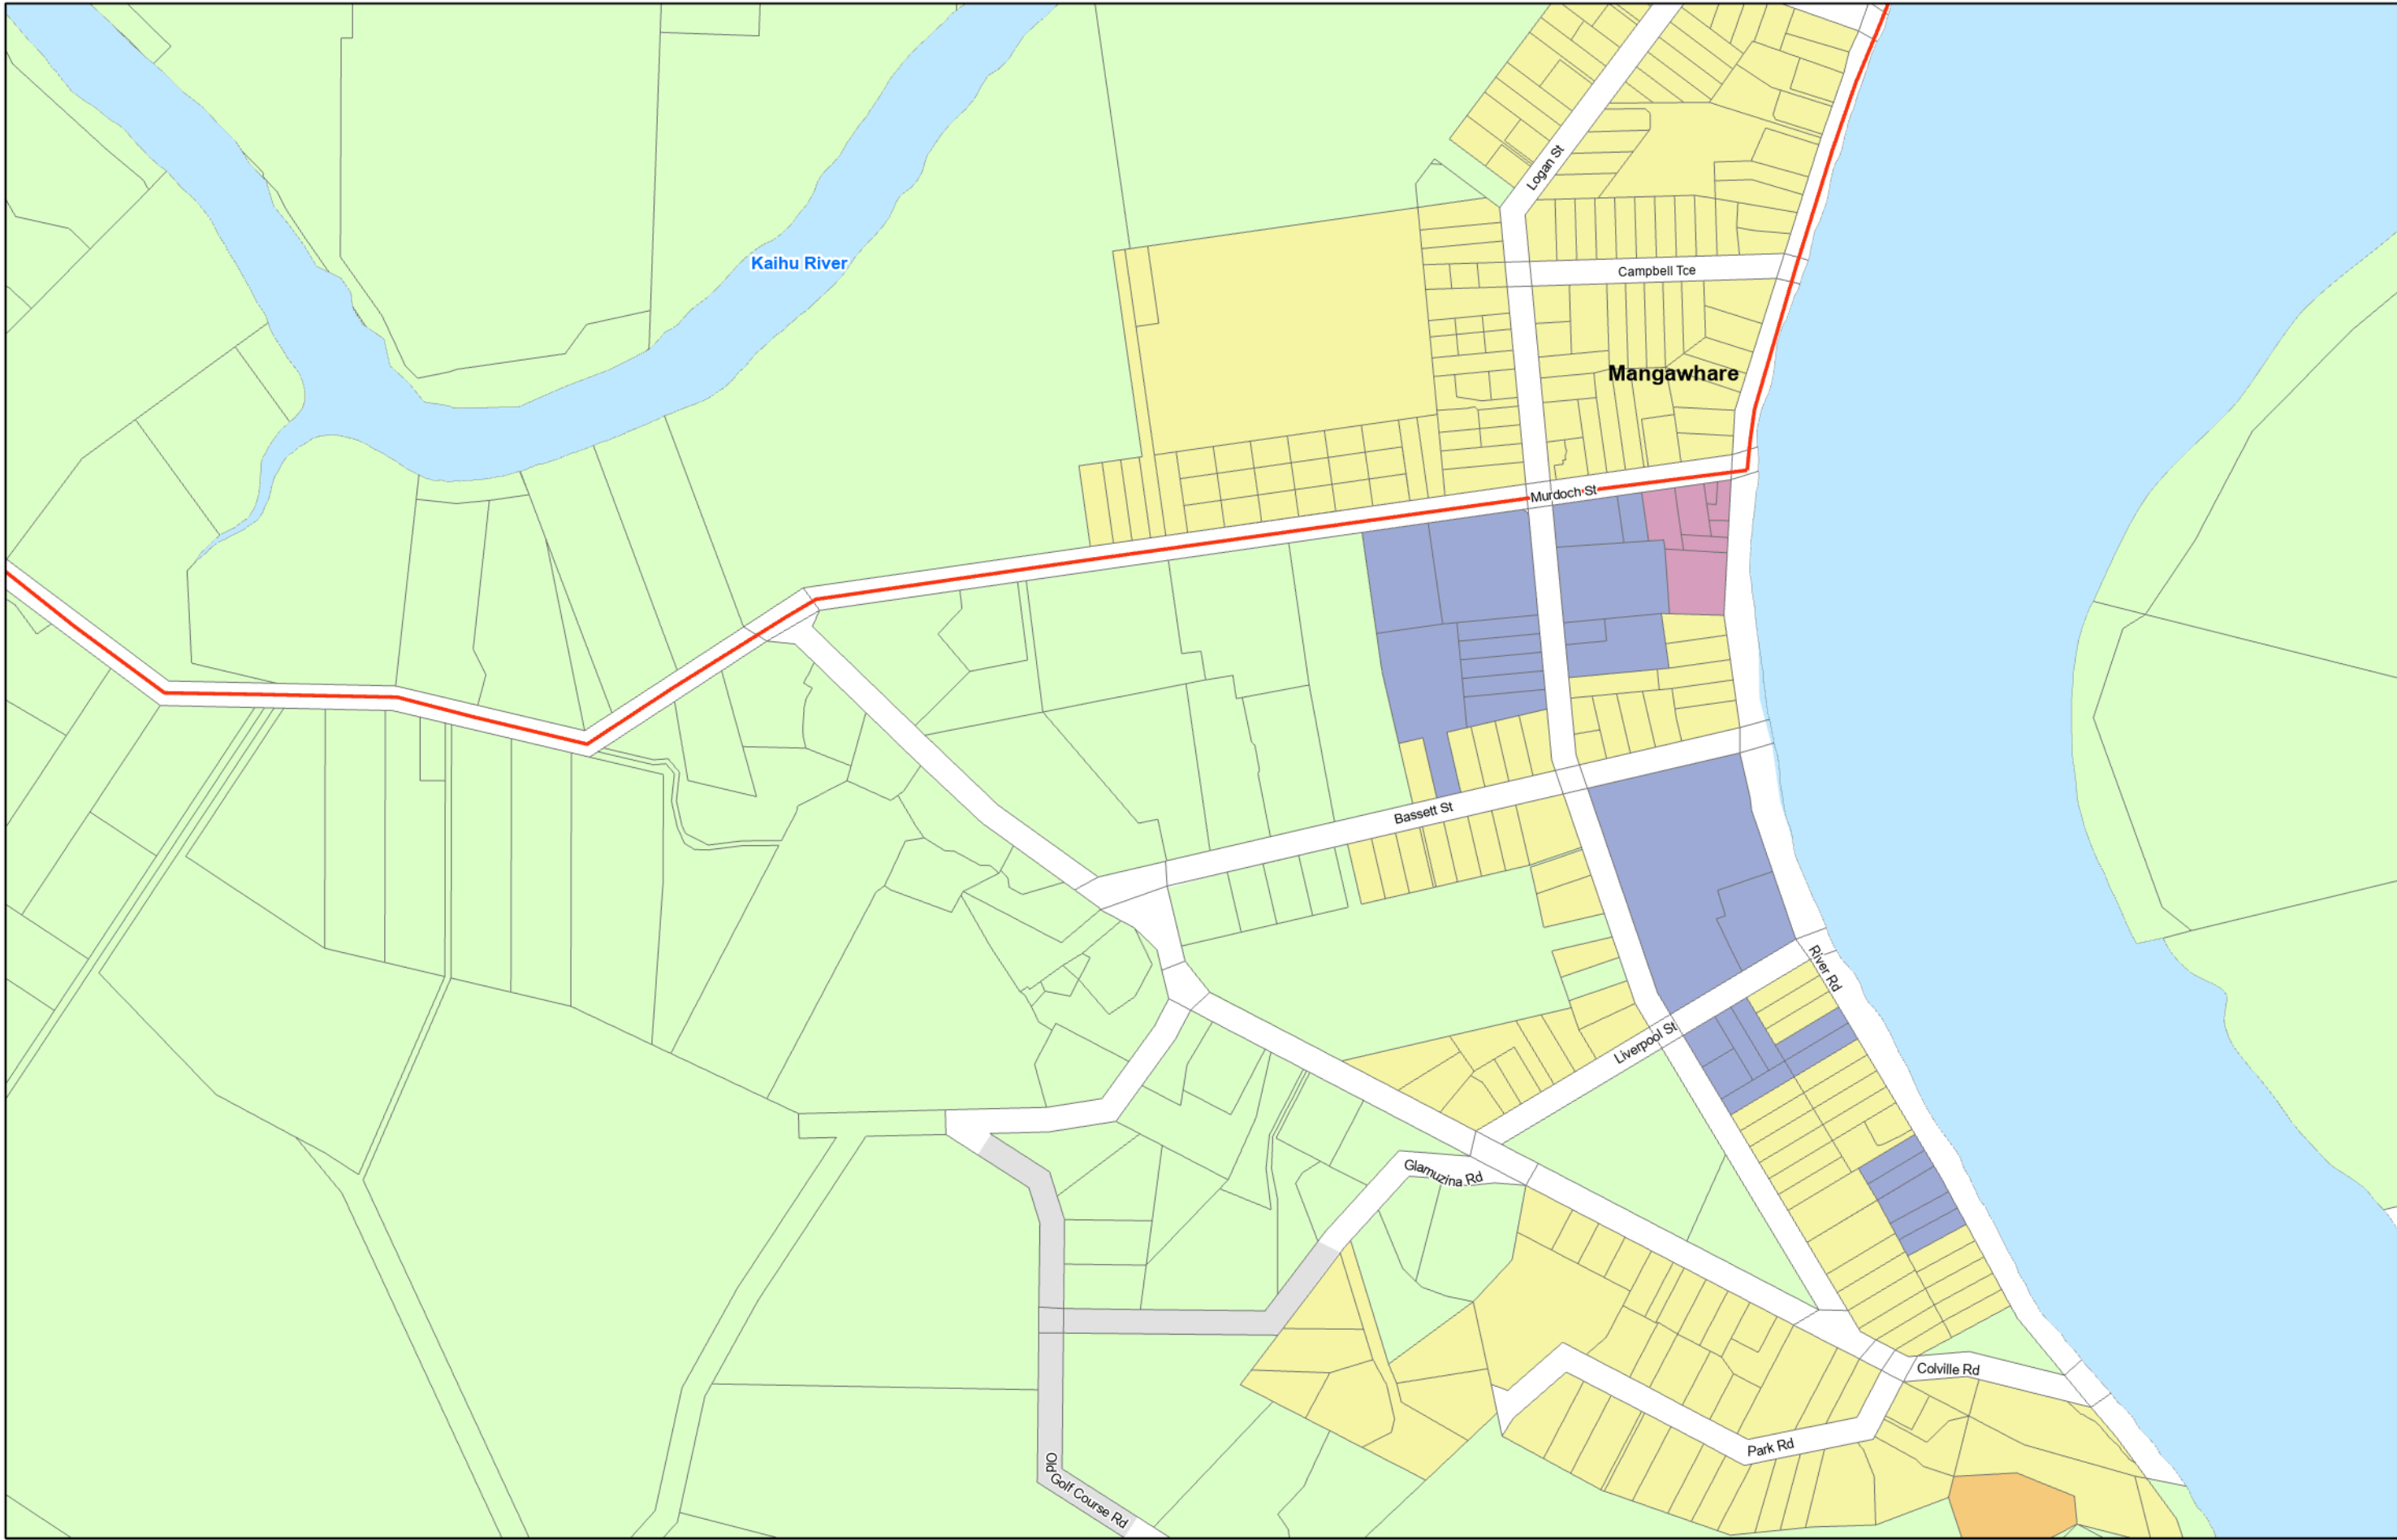 Logan St
Kaihu River
Campbell Tce
Mangawhare
Murdoch St
Bassett St
River Rd
Liverpool St
Glamuzina Rd
Colville Rd
Park Rd
Old Golf Course Rd